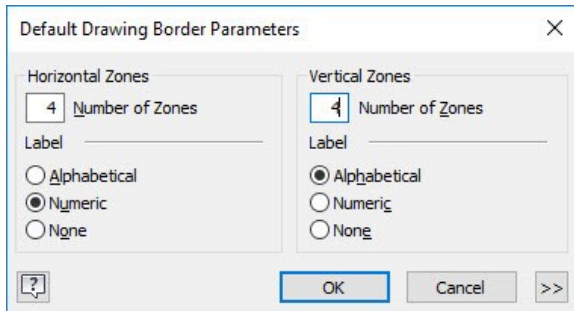 Default Drawing Border Parameters
Horizontal Zones
4 Number of Zones
Label
Alphabetical
Numeric
None
Vertical Zones
4 Number of Zones
Label
Alphabetical
Numeric
None
?
OK
Cancel
>>